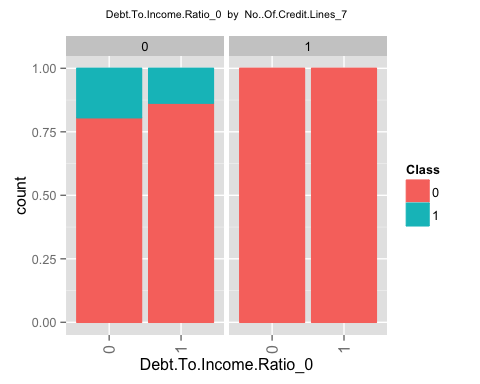 Debt.To.Income.Ratio_0 by No..Of.Credit.Lines_7
0 1
1.00
0.75
0.50
0.25
0.00
count
0 1 0 1
Debt.To.Income.Ratio_0
Class
0
1